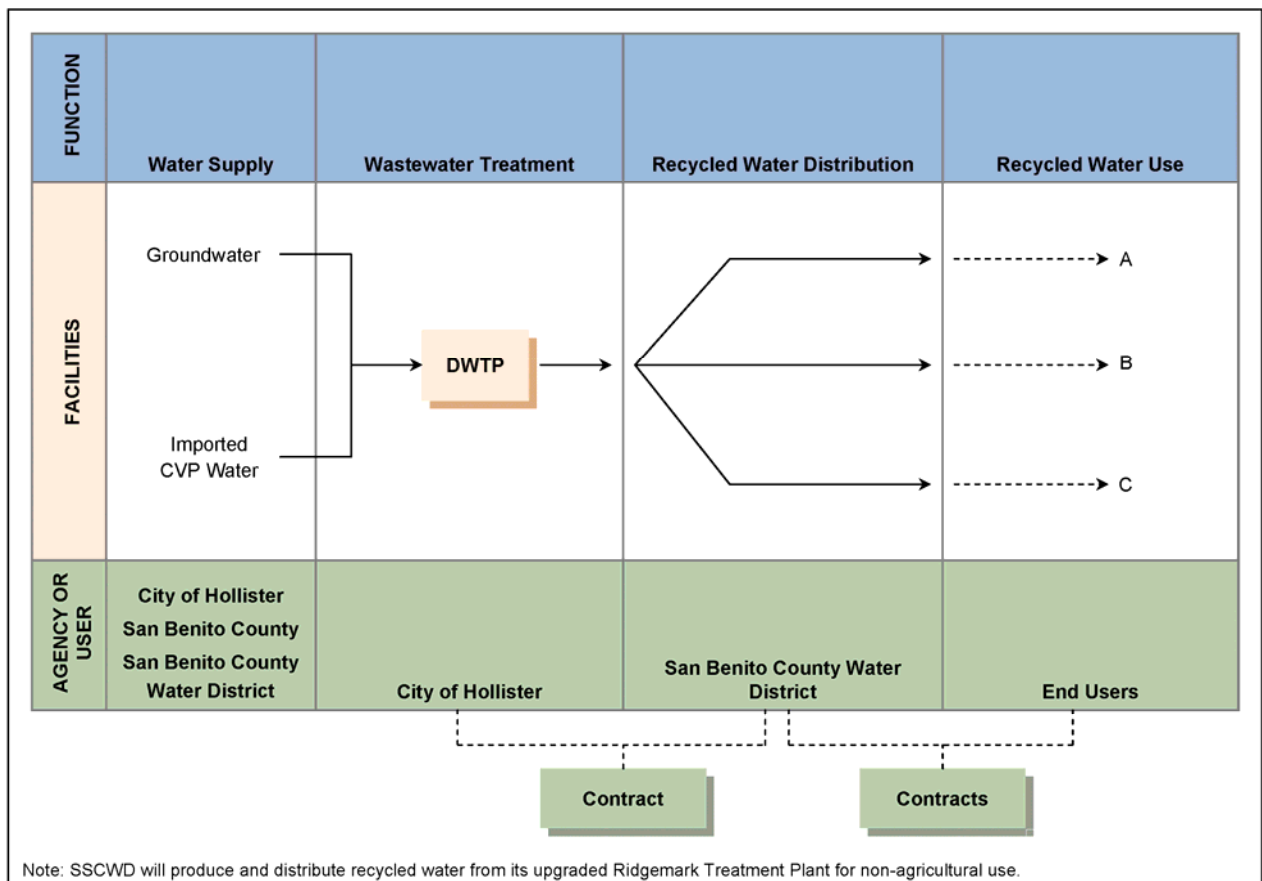 FUNCTION
Water Supply
Wastewater Treatment
Recycled Water Distribution
Recycled Water Use
FACILITIES
Groundwater
Imported
CVP Water
DWTP
A
B
C
AGENCY OR
USER
City of Hollister
San Benito County
San Benito County
Water District
City of Hollister
San Benito County Water
District
End Users
Contract
Contracts
Note: SSCWD will produce and distribute recycled water from its upgraded Ridgemark Treatment Plant for non-agricultural use.